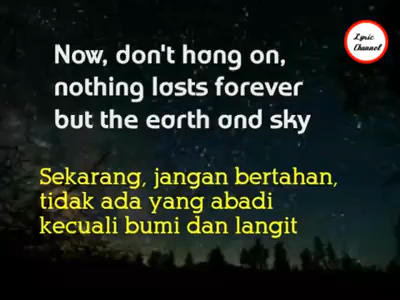 Lyric
Channel
Now, don't hang on,
nothing lasts forever
but the earth and sky
Sekarang, jangan bertahan,
tidak ada yang abadi
kecuali bumi dan langit